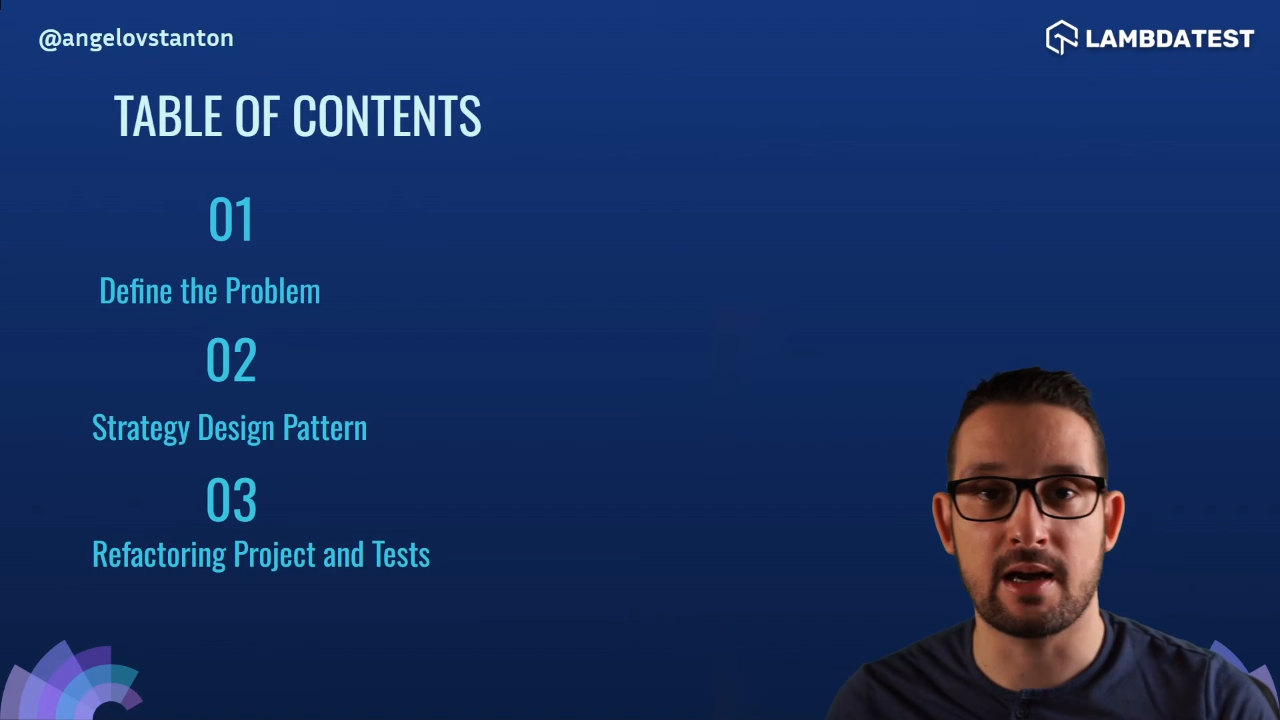 @angelovstanton
LAMBDATEST
TABLE OF CONTENTS
01
Define the Problem
02
Strategy Design Pattern
03
Refactoring Project and Tests